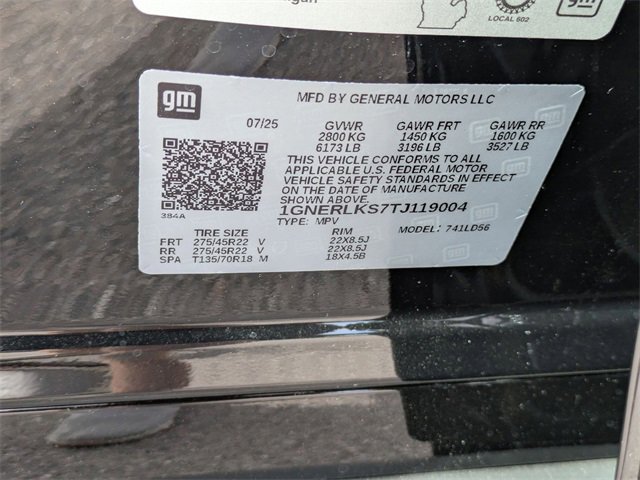 LOCAL 602
gm
gm
MFD BY GENERAL MOTORS LLC
07/25 GVWR GAWR FRT GAWR RR
2800 KG 1450 KG 1600 KG
6173 LB 3196 LB 3527 LB
THIS VEHICLE CONFORMS TO ALL
APPLICABLE U.S. FEDERAL MOTOR
VEHICLE SAFETY STANDARDS IN EFFECT
ON THE DATE OF MANUFACTURE
SHOWN ABOVE.
384A
1GNERLKS7TJ119004
TYPE: MPV MODEL: 741LD56
TIRE SIZE RIM
FRT 275/45R22 V 22X8.5J
RR 275/45R22 V 22X8.5J
SPA T135/70R18 M 18X4.5B